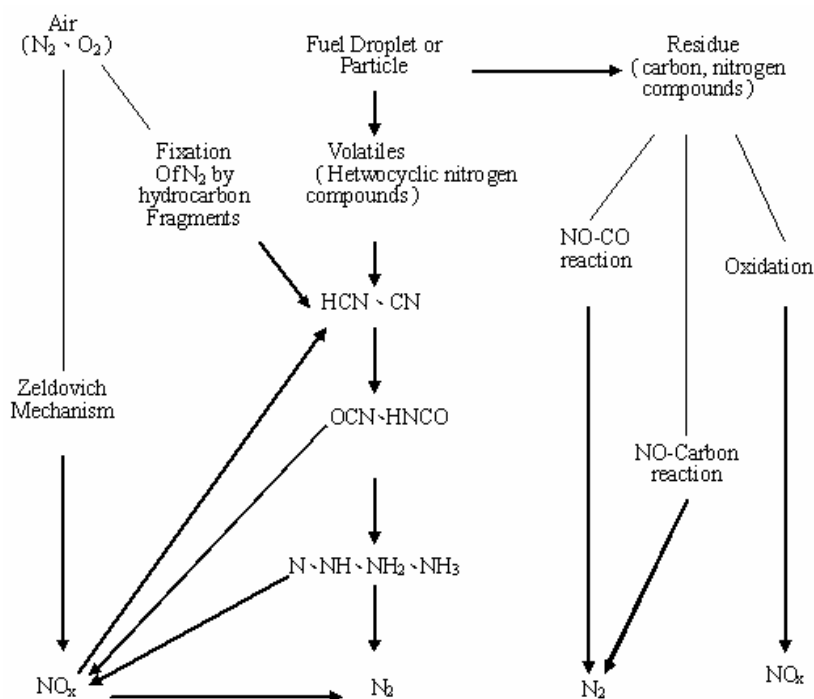 Air
( N₂、O₂ )
Fuel Droplet or
Particle
Residue
( carbon, nitrogen
compounds )
Fixation
Of N₂ by
hydrocarbon
Fragments
Volatiles
( Hetwocyclic nitrogen
compounds )
NO-CO
reaction
Oxidation
HCN、CN
Zeldovich
Mechanism
OCN、HNCO
NO-Carbon
reaction
N、NH、NH₂、NH₃
NOₓ
N₂
N₂
NOₓ